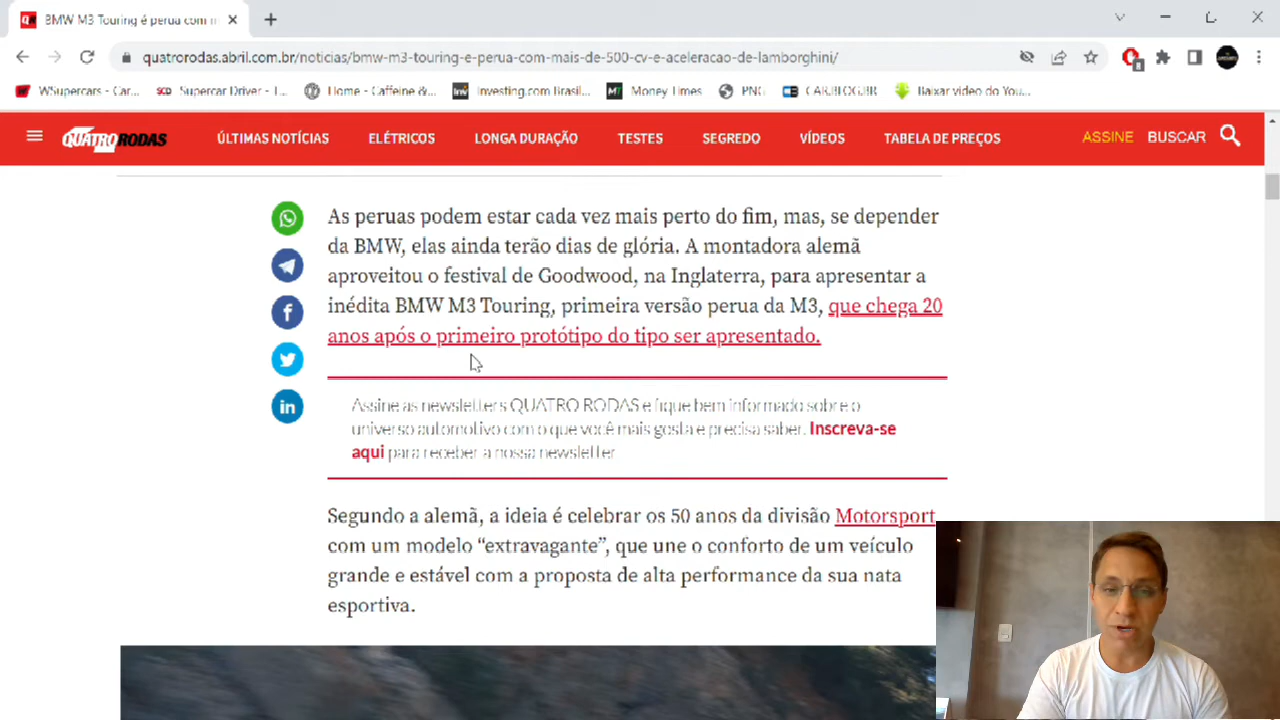 BMW M3 Touring é perua com m
quatrorodas.abril.com.br/noticias/bmw-m3-touring-e-perua-com-mais-de-500-cv-e-aceleracao-de-lamborghini/
WSupercars - Car...
Supercar Driver - T...
Home - Caffeine &...
Inv
Investing.com Brasil...
MT
Money Times
PNG
CARBLOGBR
Baixar vídeo do You...
QUATRO RODAS
ÚLTIMAS NOTÍCIAS
ELÉTRICOS
LONGA DURAÇÃO
TESTES
SEGREDO
VÍDEOS
TABELA DE PREÇOS
ASSINE
BUSCAR
As peruas podem estar cada vez mais perto do fim, mas, se depender
da BMW, elas ainda terão dias de glória. A montadora alemã
aproveitou o festival de Goodwood, na Inglaterra, para apresentar a
inédita BMW M3 Touring, primeira versão perua da M3, que chega 20
anos após o primeiro protótipo do tipo ser apresentado.
Assine as newsletters QUATRO RODAS e fique bem informado sobre o
universo automotivo com o que você mais gosta e precisa saber. Inscreva-se
aqui para receber a nossa newsletter
Segundo a alemã, a ideia é celebrar os 50 anos da divisão Motorsport
com um modelo “extravagante”, que une o conforto de um veículo
grande e estável com a proposta de alta performance da sua nata
esportiva.